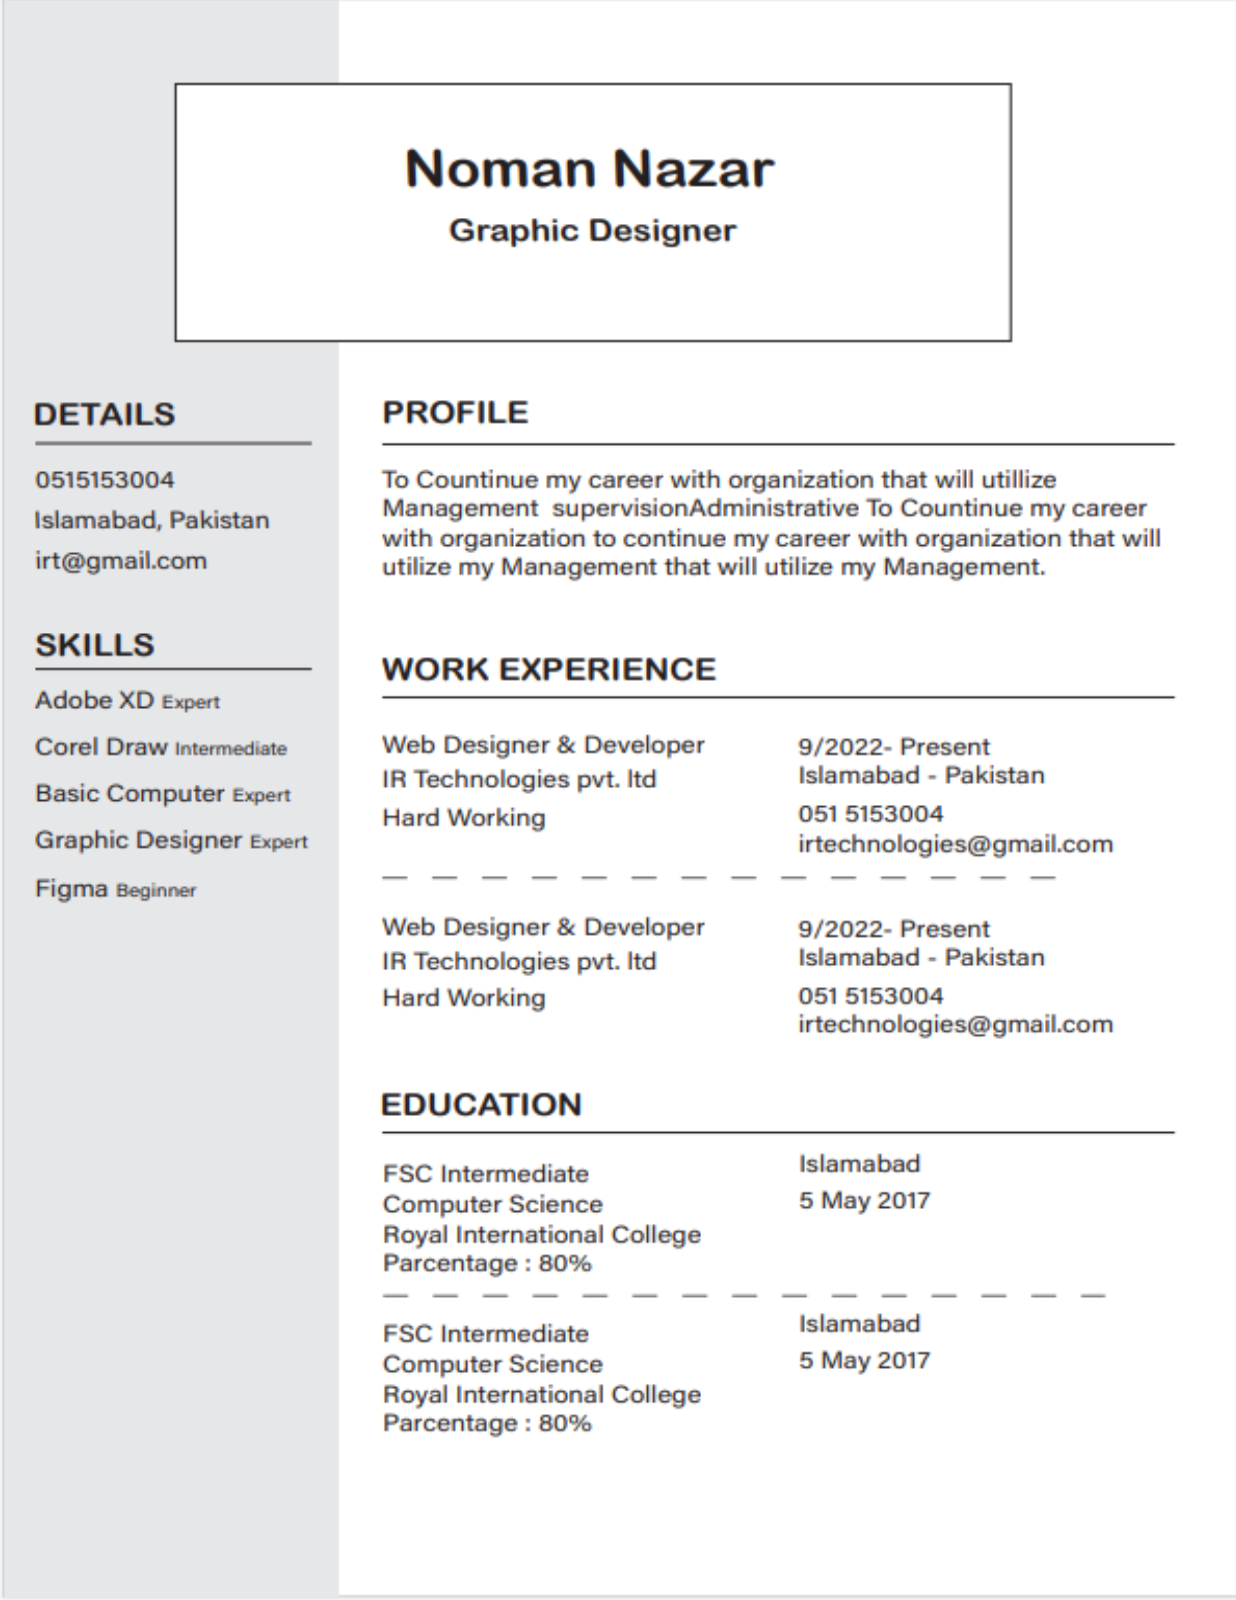 Noman Nazar
Graphic Designer
DETAILS
0515153004
Islamabad, Pakistan
irt@gmail.com
SKILLS
Adobe XD Expert
Corel Draw Intermediate
Basic Computer Expert
Graphic Designer Expert
Figma Beginner
PROFILE
To Countinue my career with organization that will utillize
Management supervisionAdministrative To Countinue my career
with organization to continue my career with organization that will
utilize my Management that will utilize my Management.
WORK EXPERIENCE
Web Designer & Developer
IR Technologies pvt. ltd
Hard Working
9/2022- Present
Islamabad - Pakistan
051 5153004
irtechnologies@gmail.com
Web Designer & Developer
IR Technologies pvt. ltd
Hard Working
9/2022- Present
Islamabad - Pakistan
051 5153004
irtechnologies@gmail.com
EDUCATION
FSC Intermediate
Computer Science
Royal International College
Parcentage : 80%
Islamabad
5 May 2017
FSC Intermediate
Computer Science
Royal International College
Parcentage : 80%
Islamabad
5 May 2017